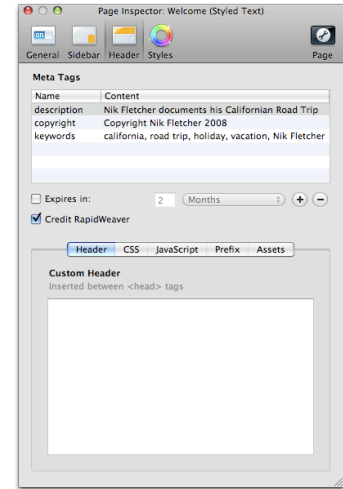 Page Inspector: Welcome (Styled Text)
General Sidebar Header Styles Page
Meta Tags
Name Content
description Nik Fletcher documents his Californian Road Trip
copyright Copyright Nik Fletcher 2008
keywords california, road trip, holiday, vacation, Nik Fletcher
Expires in: 2 Months
Credit RapidWeaver
Header CSS JavaScript Prefix Assets
Custom Header
Inserted between <head> tags